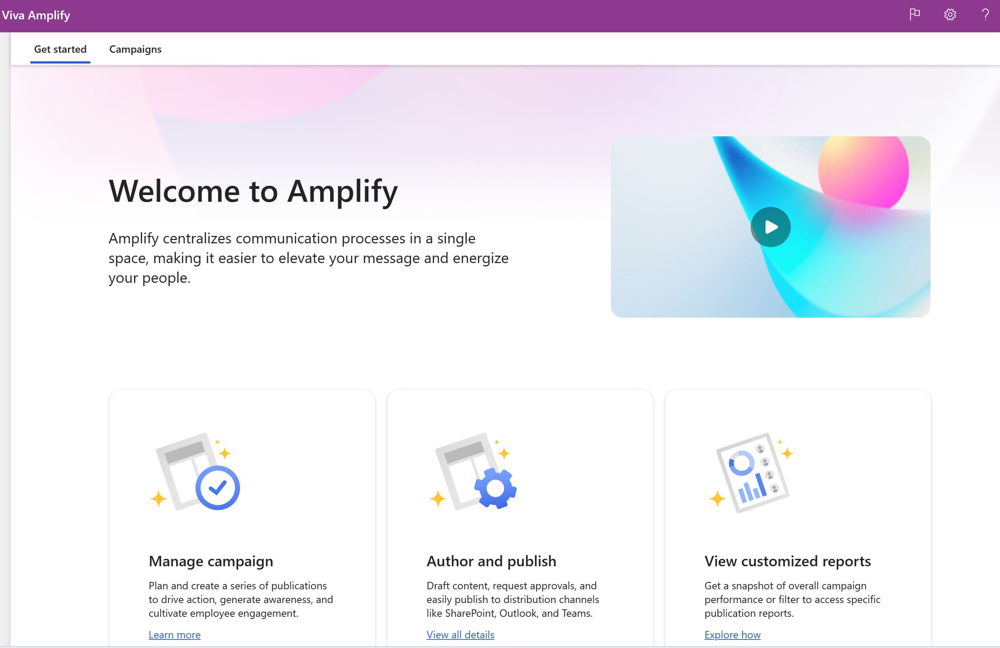 Viva Amplify
Get started
Campaigns
Welcome to Amplify
Amplify centralizes communication processes in a single
space, making it easier to elevate your message and energize
your people.
Manage campaign
Plan and create a series of publications
to drive action, generate awareness, and
cultivate employee engagement.
Learn more
Author and publish
Draft content, request approvals, and
easily publish to distribution channels
like SharePoint, Outlook, and Teams.
View all details
View customized reports
Get a snapshot of overall campaign
performance or filter to access specific
publication reports.
Explore how